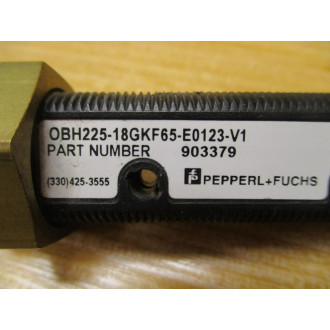 OBH225-18GKF65-E0123-V1
PART NUMBER 903379
(330)425-3555 PEPPERL+FUCHS